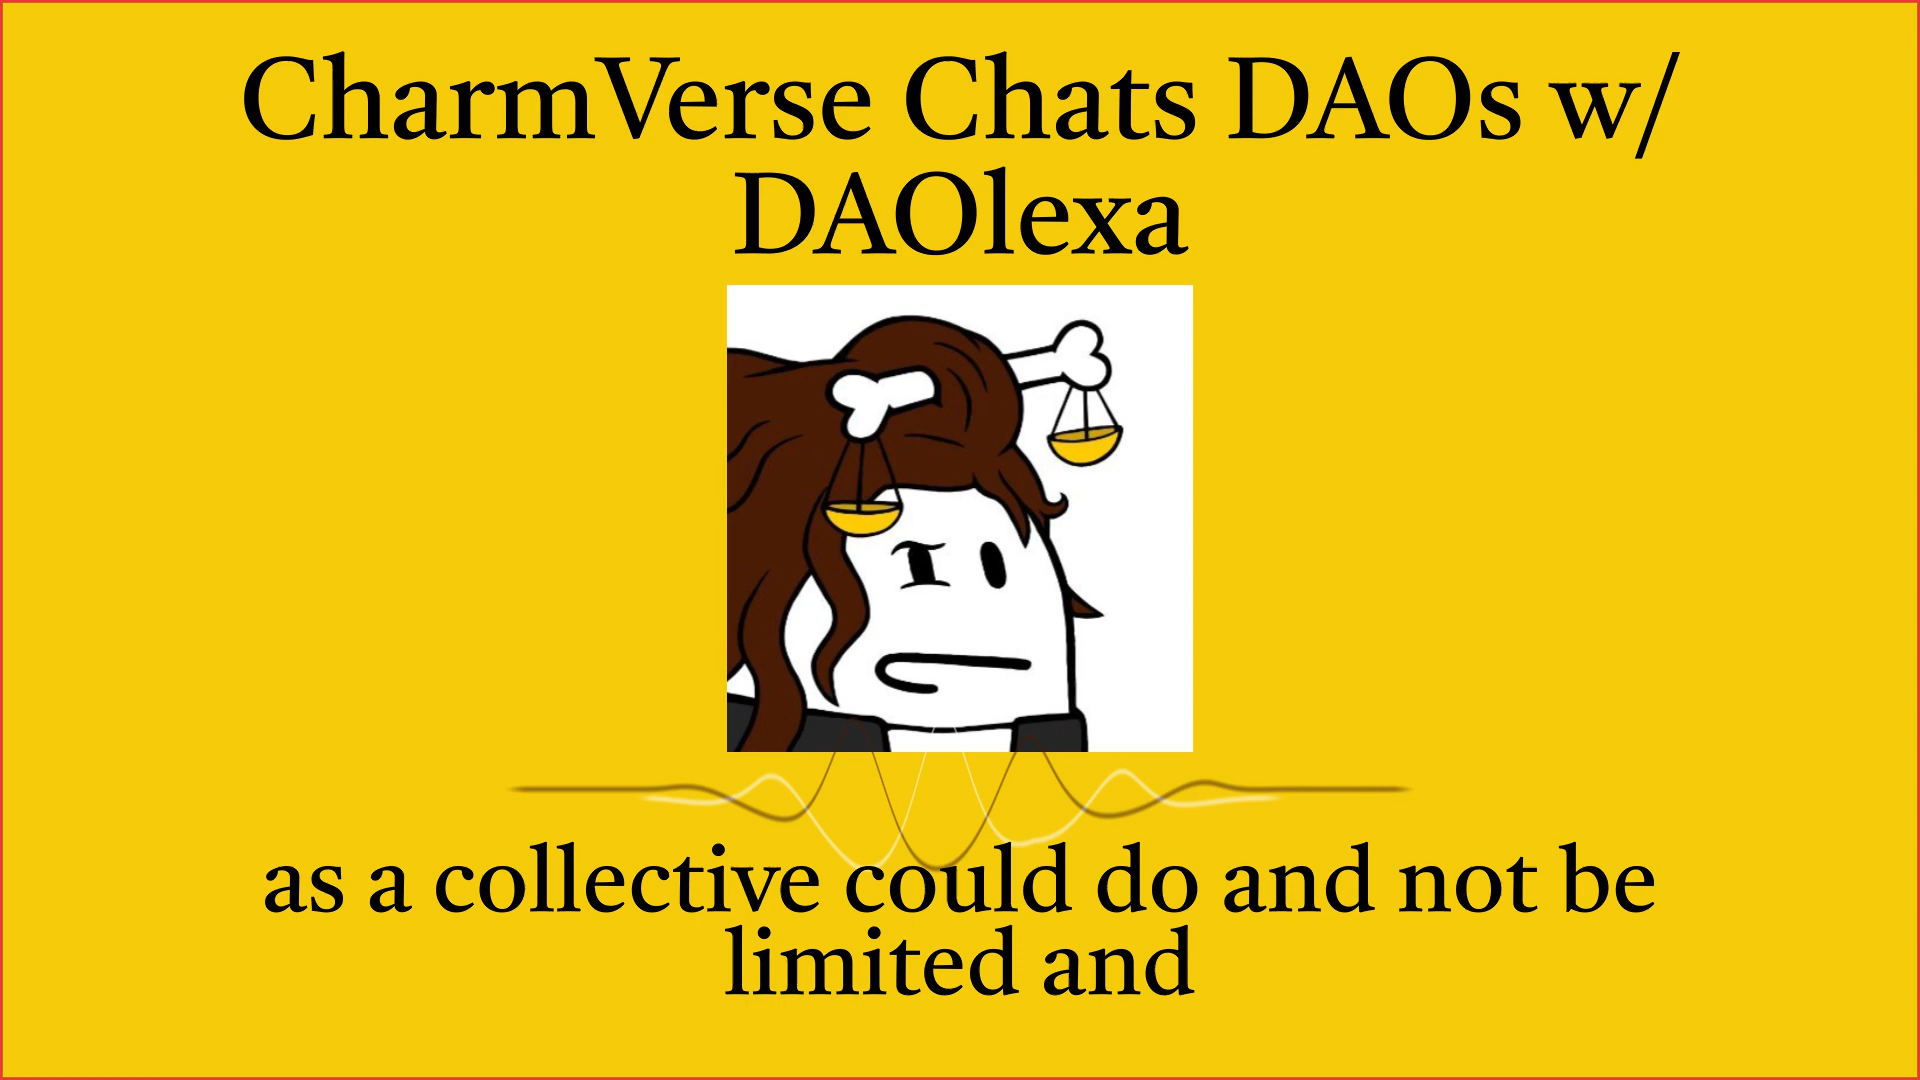 CharmVerse Chats DAOs w/
DAOlexa
as a collective could do and not be
limited and